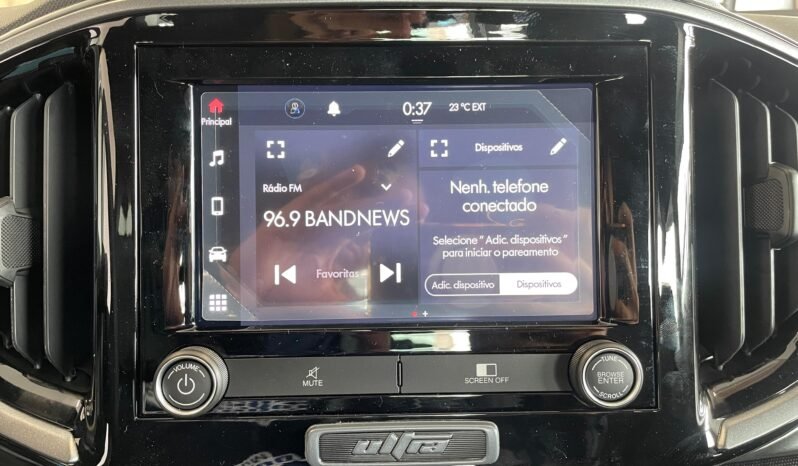 0:37 23 °C EXT
Principal
Dispositivos
Rádio FM
96.9 BANDNEWS
Favoritas
Nenh. telefone
conectado
Selecione " Adic. dispositivos "
para iniciar o pareamento
Adic. dispositivo Dispositivos
VOLUME
MUTE
SCREEN OFF
TUNE
BROWSE
ENTER
SCROLL
ultra